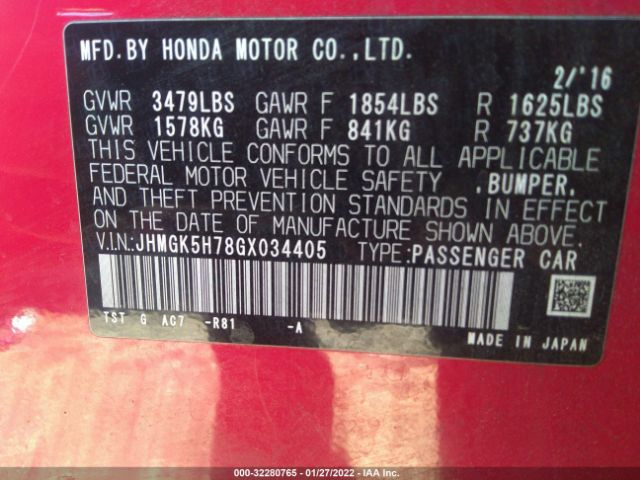 MFD.BY HONDA MOTOR CO.,LTD.
2/'16
GVWR 3479LBS GAWR F 1854LBS R 1625LBS
GVWR 1578KG GAWR F 841KG R 737KG
THIS VEHICLE CONFORMS TO ALL APPLICABLE
FEDERAL MOTOR VEHICLE SAFETY ,BUMPER,
AND THEFT PREVENTION STANDARDS IN EFFECT
ON THE DATE OF MANUFACTURE SHOWN ABOVE.
V.I.N.:JHMGK5H78GX034405 TYPE:PASSENGER CAR
TST G AC7 -R81 -A
MADE IN JAPAN
000-32280765 - 01/27/2022 - IAA Inc.